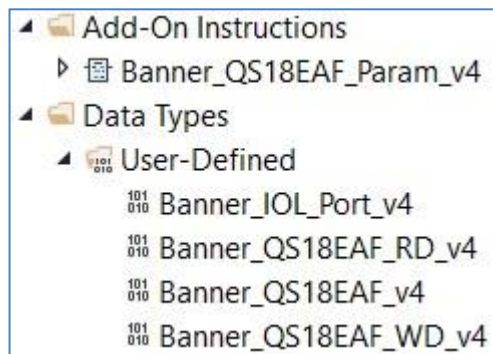 Add-On Instructions
Banner_QS18EAF_Param_v4
Data Types
User-Defined
Banner_IOL_Port_v4
Banner_QS18EAF_RD_v4
Banner_QS18EAF_v4
Banner_QS18EAF_WD_v4